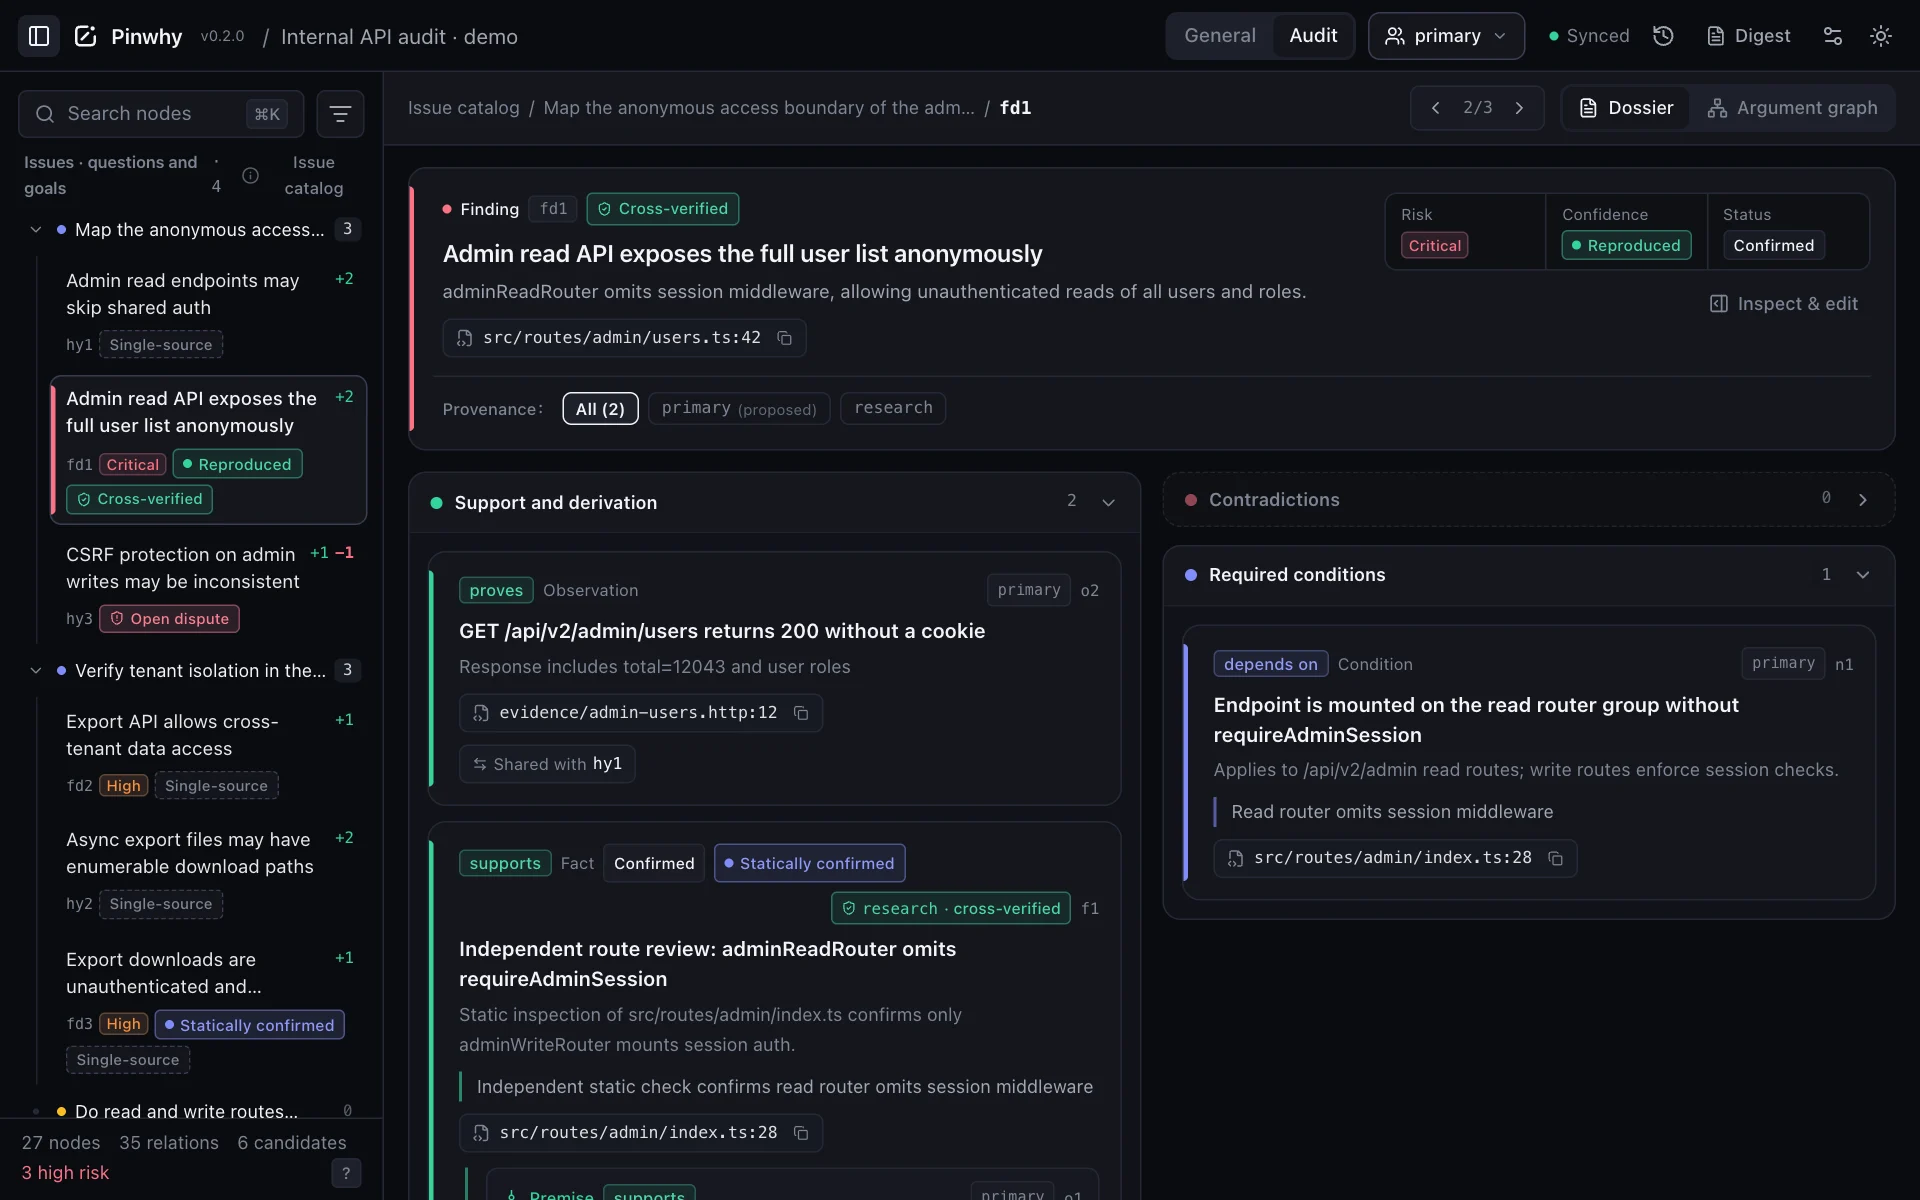 Pinwhy v0.2.0 / Internal API audit · demo
General Audit primary Synced Digest
Search nodes ⌘K
Issues · questions and goals · 4 Issue catalog
Map the anonymous access... 3
Admin read endpoints may +2
skip shared auth
hy1 Single-source
Admin read API exposes the +2
full user list anonymously
fd1 Critical Reproduced
Cross-verified
CSRF protection on admin +1 −1
writes may be inconsistent
hy3 Open dispute
Verify tenant isolation in the... 3
Export API allows cross- +1
tenant data access
fd2 High Single-source
Async export files may have +2
enumerable download paths
hy2 Single-source
Export downloads are +1
unauthenticated and...
fd3 High Statically confirmed
Single-source
Do read and write routes... 0
27 nodes 35 relations 6 candidates
3 high risk ?
Issue catalog / Map the anonymous access boundary of the adm... / fd1
2/3 Dossier Argument graph
Finding fd1 Cross-verified
Admin read API exposes the full user list anonymously
adminReadRouter omits session middleware, allowing unauthenticated reads of all users and roles.
src/routes/admin/users.ts:42
Risk Confidence Status
Critical Reproduced Confirmed
Inspect & edit
Provenance: All (2) primary (proposed) research
Support and derivation 2
proves Observation primary o2
GET /api/v2/admin/users returns 200 without a cookie
Response includes total=12043 and user roles
evidence/admin-users.http:12
Shared with hy1
supports Fact Confirmed Statically confirmed
research · cross-verified f1
Independent route review: adminReadRouter omits
requireAdminSession
Static inspection of src/routes/admin/index.ts confirms only
adminWriteRouter mounts session auth.
Independent static check confirms read router omits session middleware
src/routes/admin/index.ts:28
Premise supports primary o1
Contradictions 0
Required conditions 1
depends on Condition primary n1
Endpoint is mounted on the read router group without
requireAdminSession
Applies to /api/v2/admin read routes; write routes enforce session checks.
Read router omits session middleware
src/routes/admin/index.ts:28